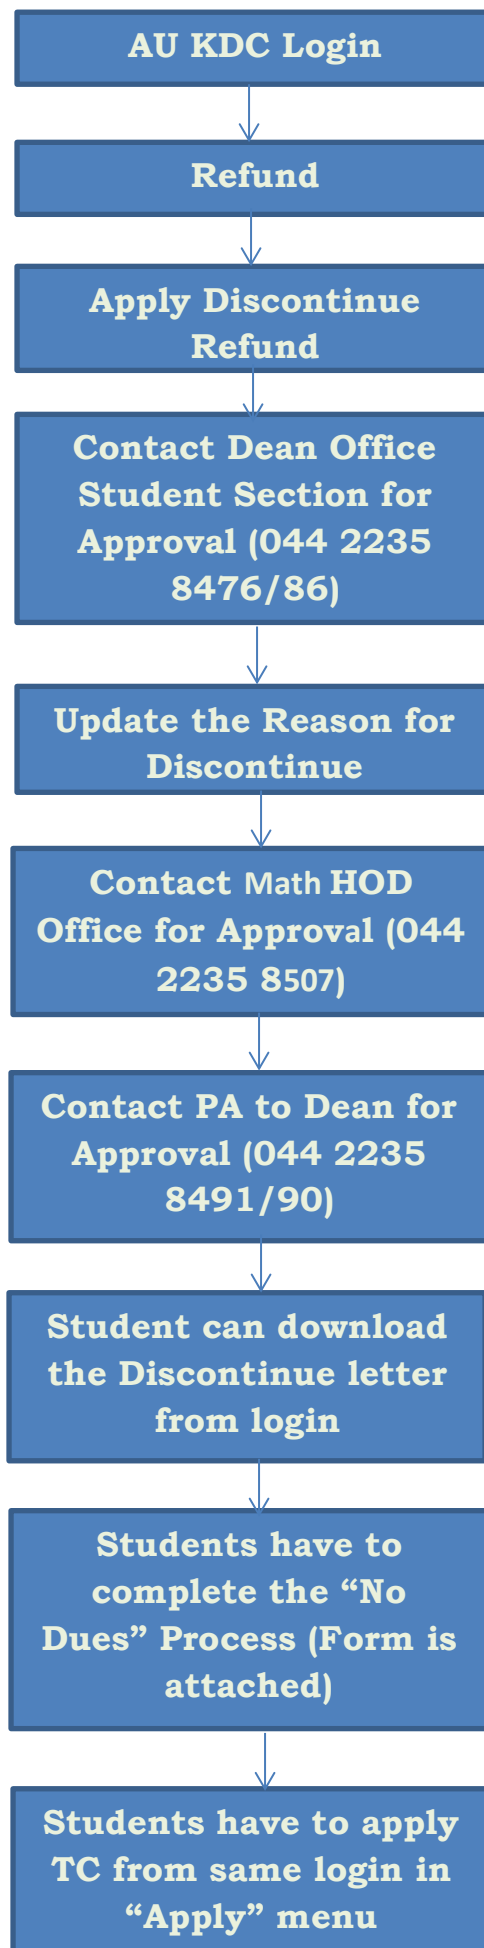 AU KDC Login
Refund
Apply Discontinue
Refund
Contact Dean Office
Student Section for
Approval (044 2235
8476/86)
Update the Reason for
Discontinue
Contact Math HOD
Office for Approval (044
2235 8507)
Contact PA to Dean for
Approval (044 2235
8491/90)
Student can download
the Discontinue letter
from login
Students have to
complete the “No
Dues” Process (Form is
attached)
Students have to apply
TC from same login in
“Apply” menu